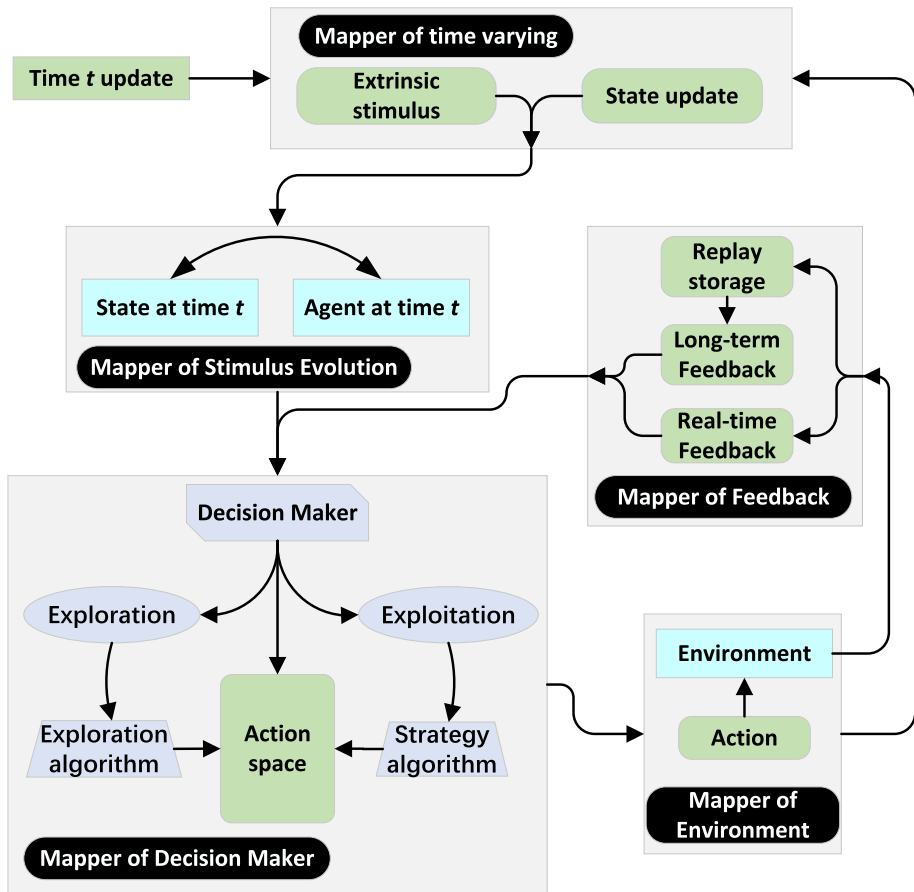 Mapper of time varying
Time t update
Extrinsic
stimulus
State update
State at time t
Agent at time t
Mapper of Stimulus Evolution
Replay
storage
Long-term
Feedback
Real-time
Feedback
Mapper of Feedback
Decision Maker
Exploration
Exploitation
Exploration
algorithm
Action
space
Strategy
algorithm
Mapper of Decision Maker
Environment
Action
Mapper of
Environment